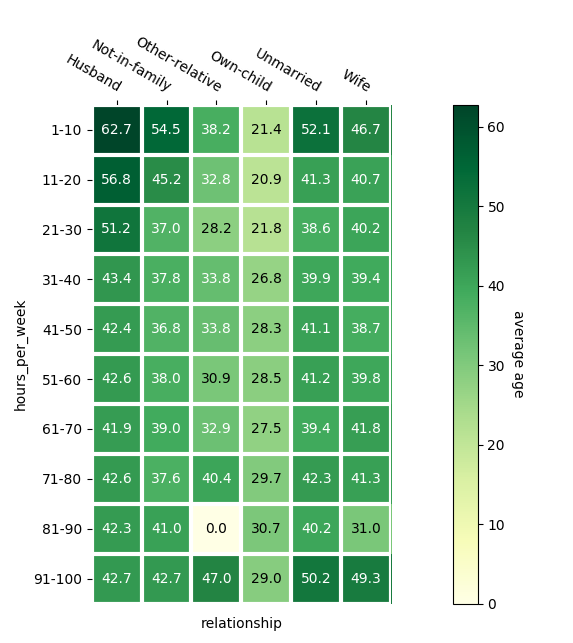 Husband Not-in-family Other-relative Own-child Unmarried Wife
1-10 62.7 54.5 38.2 21.4 52.1 46.7
11-20 56.8 45.2 32.8 20.9 41.3 40.7
21-30 51.2 37.0 28.2 21.8 38.6 40.2
31-40 43.4 37.8 33.8 26.8 39.9 39.4
41-50 42.4 36.8 33.8 28.3 41.1 38.7
51-60 42.6 38.0 30.9 28.5 41.2 39.8
61-70 41.9 39.0 32.9 27.5 39.4 41.8
71-80 42.6 37.6 40.4 29.7 42.3 41.3
81-90 42.3 41.0 0.0 30.7 40.2 31.0
91-100 42.7 42.7 47.0 29.0 50.2 49.3
hours_per_week
relationship
60
50
40
30
20
10
0
average age